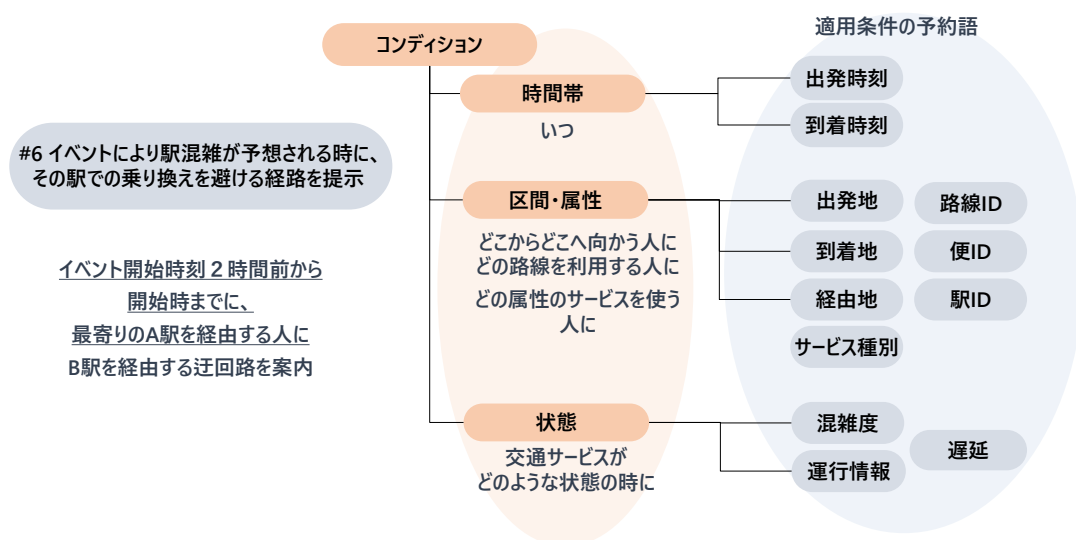 適用条件の予約語
コンディション
時間帯
いつ
出発時刻
到着時刻
#6 イベントにより駅混雑が予想される時に、
その駅での乗り換えを避ける経路を提示
イベント開始時刻２時間前から
開始時までに、
最寄りのA駅を経由する人に
B駅を経由する迂回路を案内
区間・属性
どこからどこへ向かう人に
どの路線を利用する人に
どの属性のサービスを使う
人に
出発地
路線ID
到着地
便ID
経由地
駅ID
サービス種別
状態
交通サービスが
どのような状態の時に
混雑度
遅延
運行情報